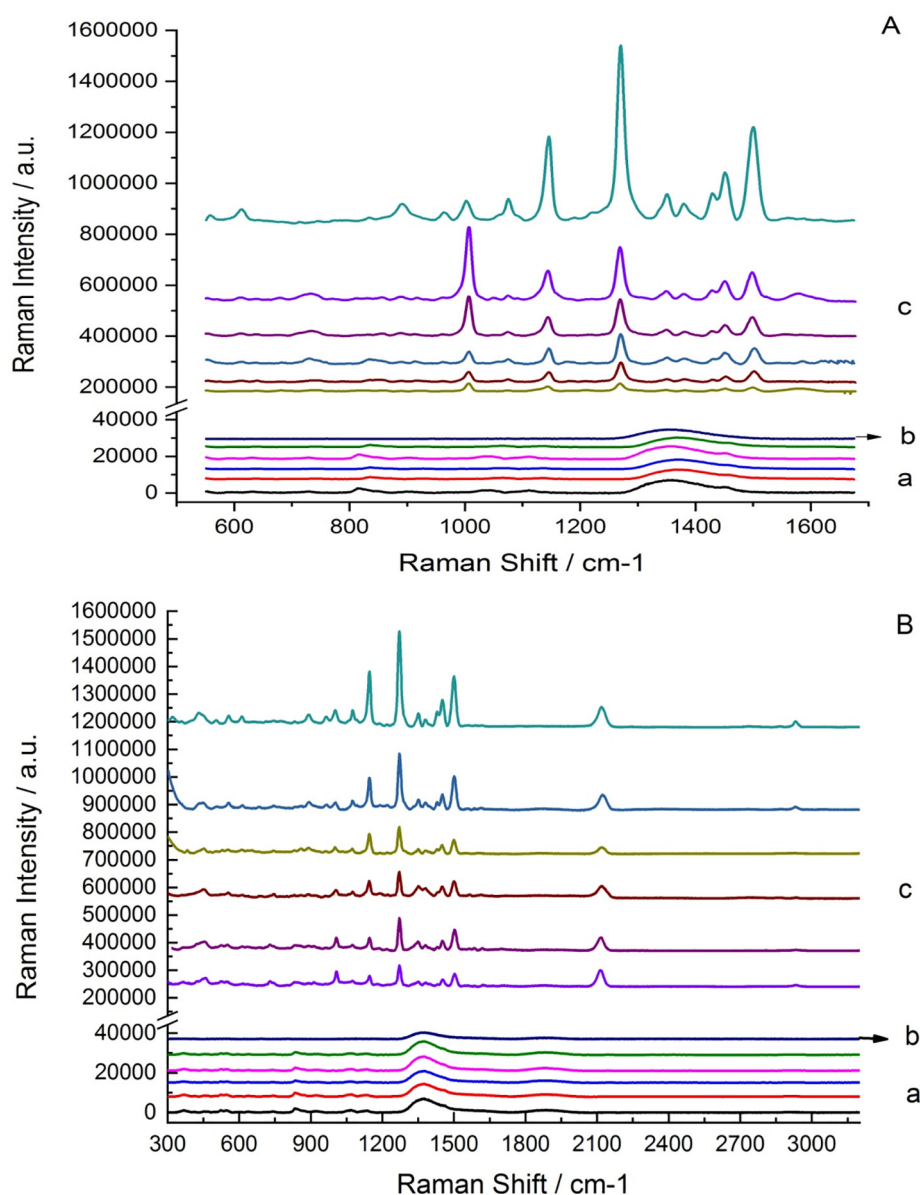 A
1600000
1400000
1200000
1000000
800000
600000
400000
200000
40000
20000
0
Raman Intensity / a.u.
c
b
a
600 800 1000 1200 1400 1600
Raman Shift / cm-1
B
1600000
1500000
1400000
1300000
1200000
1100000
1000000
900000
800000
700000
600000
500000
400000
300000
200000
40000
20000
0
Raman Intensity / a.u.
c
b
a
300 600 900 1200 1500 1800 2100 2400 2700 3000
Raman Shift / cm-1